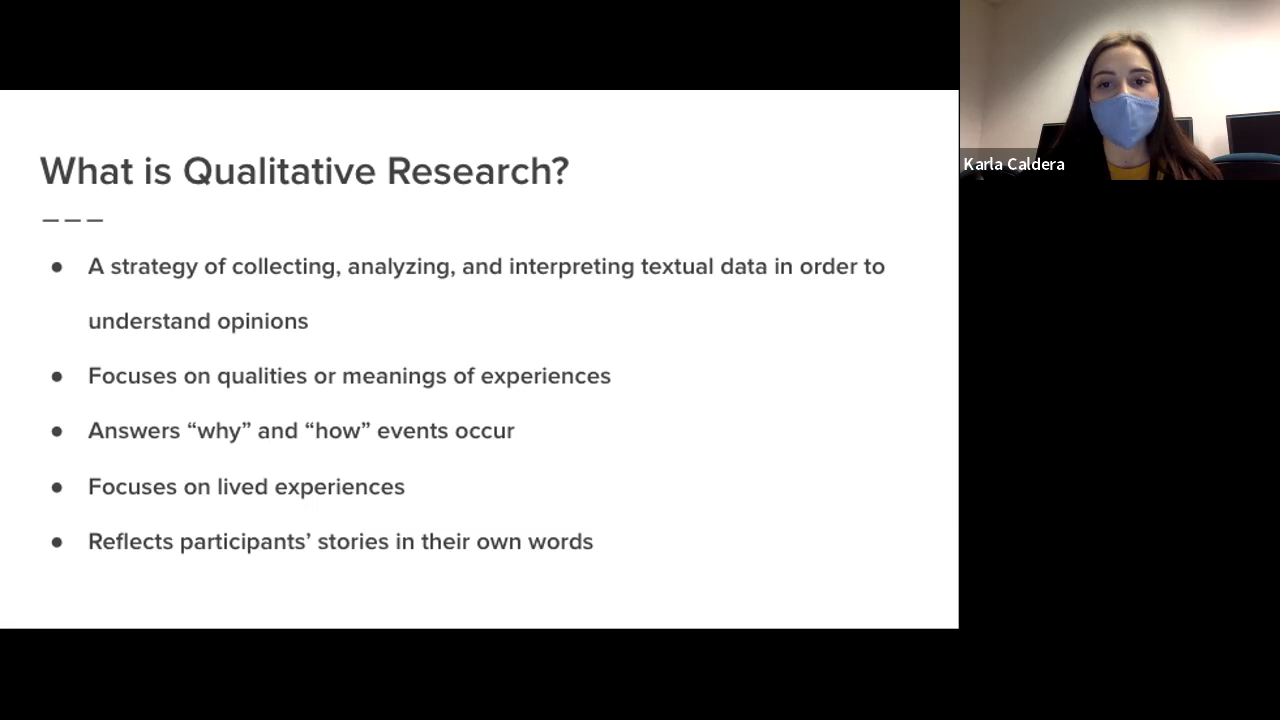 What is Qualitative Research?
● A strategy of collecting, analyzing, and interpreting textual data in order to
understand opinions
● Focuses on qualities or meanings of experiences
● Answers “why” and “how” events occur
● Focuses on lived experiences
● Reflects participants’ stories in their own words
Karla Caldera